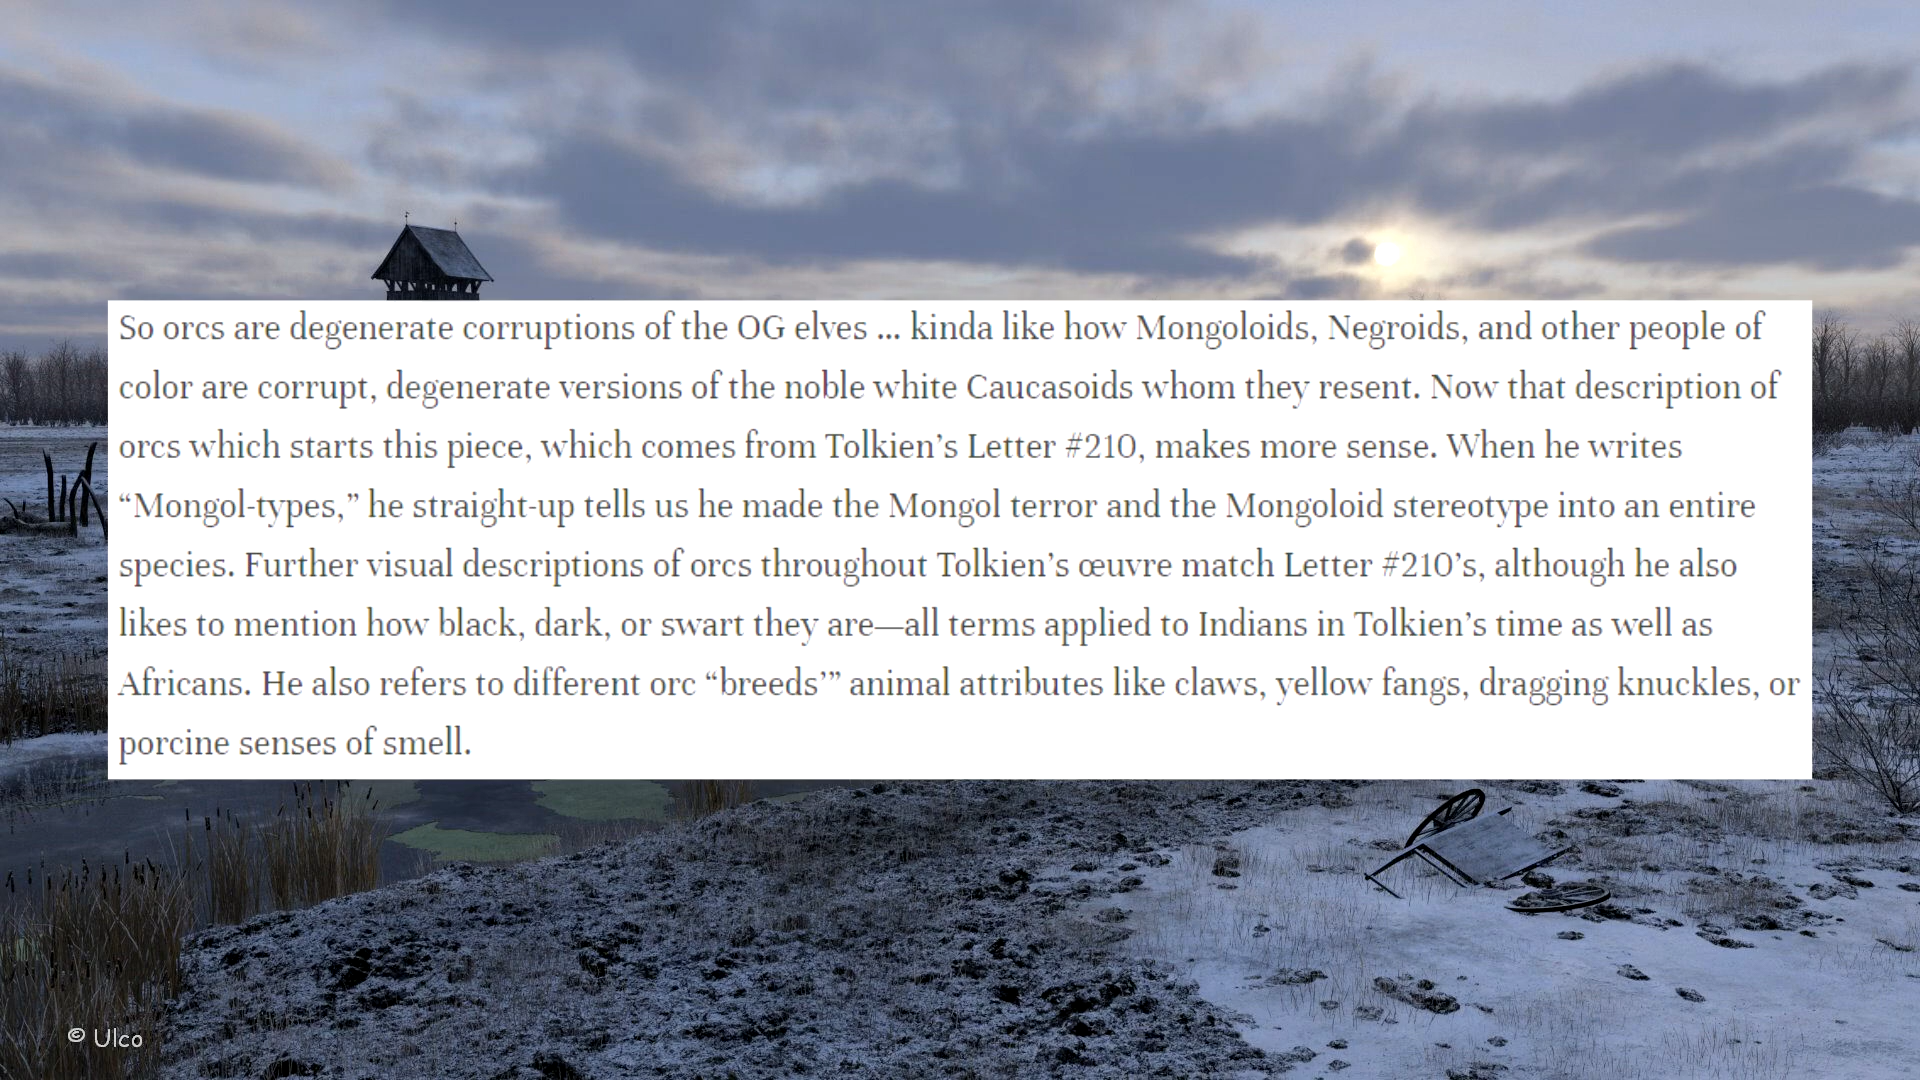 So orcs are degenerate corruptions of the OG elves ... kinda like how Mongoloids, Negroids, and other people of
color are corrupt, degenerate versions of the noble white Caucasoids whom they resent. Now that description of
orcs which starts this piece, which comes from Tolkien’s Letter #210, makes more sense. When he writes
“Mongol-types,” he straight-up tells us he made the Mongol terror and the Mongoloid stereotype into an entire
species. Further visual descriptions of orcs throughout Tolkien’s œuvre match Letter #210’s, although he also
likes to mention how black, dark, or swart they are—all terms applied to Indians in Tolkien’s time as well as
Africans. He also refers to different orc “breeds’” animal attributes like claws, yellow fangs, dragging knuckles, or
porcine senses of smell.
© Ulco